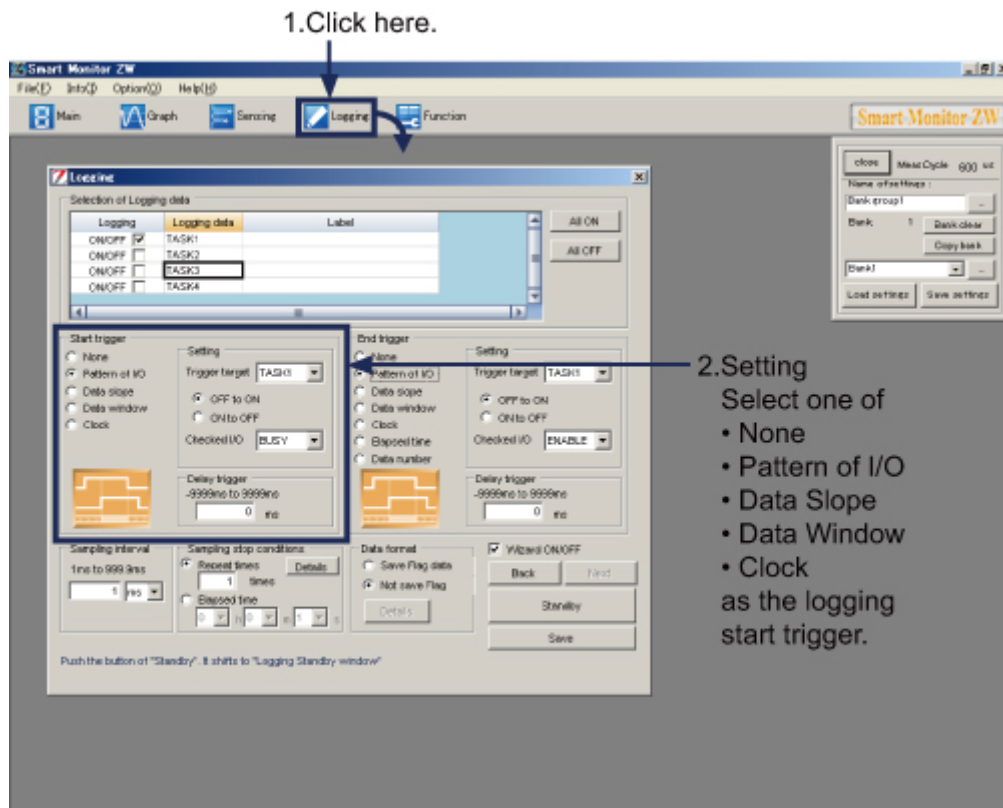 1.Click here.
Smart Monitor ZW
File(F) Info(I) Option(O) Help(H)
Main Graph Sensing Logging Function
Smart Monitor ZW
close Meas Cycle 600 us
Name of settings :
Bank group1
Bank 1 Bank clear
Copy bank
Bank1
Load settings Save settings
Logging
Selection of Logging data
Logging Logging data Label
ON/OFF TASK1
ON/OFF TASK2
ON/OFF TASK3
ON/OFF TASK4
All ON
All OFF
Start trigger
None
Pattern of I/O
Data slope
Data window
Clock
Setting
Trigger target TASK1
OFF to ON
ON to OFF
Checked I/O BUSY
Delay trigger
-9999ms to 9999ms
0 ms
End trigger
None
Pattern of I/O
Data slope
Data window
Clock
Elapsed time
Data number
Setting
Trigger target TASK1
OFF to ON
ON to OFF
Checked I/O ENABLE
Delay trigger
-9999ms to 9999ms
0 ms
2.Setting
Select one of
• None
• Pattern of I/O
• Data Slope
• Data Window
• Clock
as the logging
start trigger.
Sampling interval
1ms to 999.9ms
1 ms
Sampling stop conditions
Repeat times Details
1 times
Elapsed time
0 h 0 m 1 s
Data format
Save Flag data
Not save Flag
Details
Wizard ON/OFF
Back Next
Standby
Save
Push the button of "Standby". It shifts to "Logging Standby window"